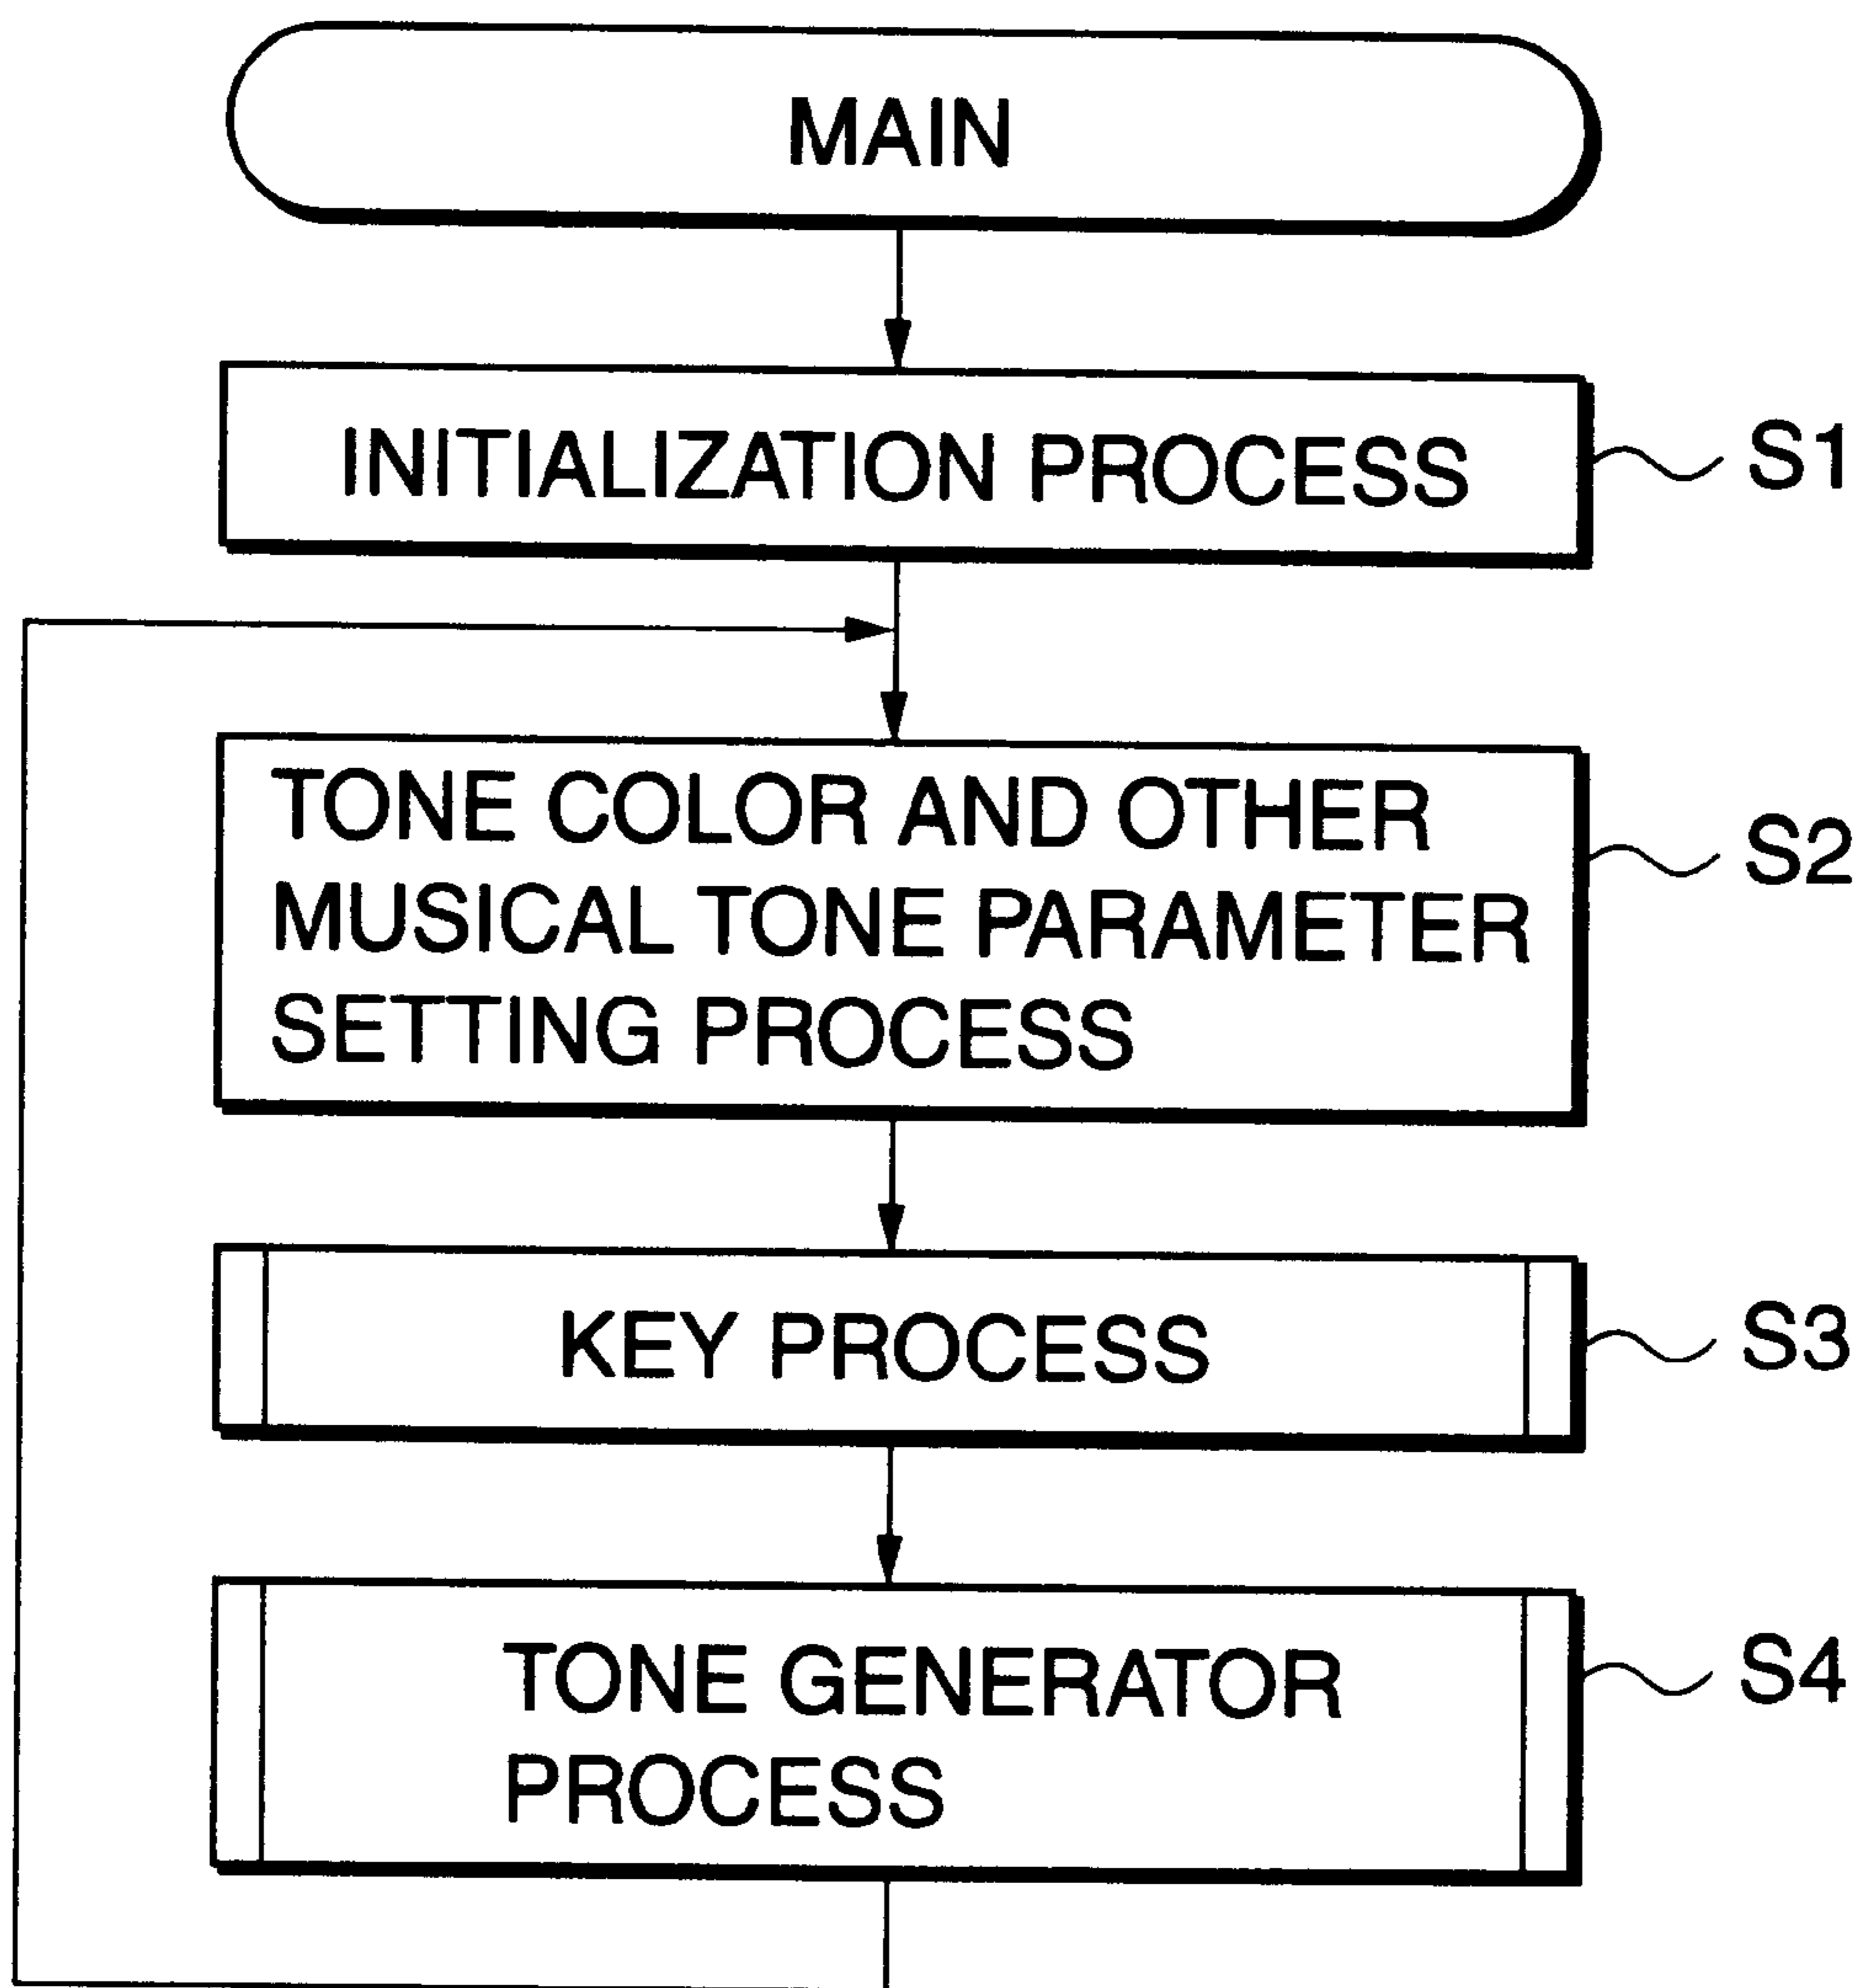 MAIN
INITIALIZATION PROCESS
S1
TONE COLOR AND OTHER
MUSICAL TONE PARAMETER
SETTING PROCESS
S2
KEY PROCESS
S3
TONE GENERATOR
PROCESS
S4